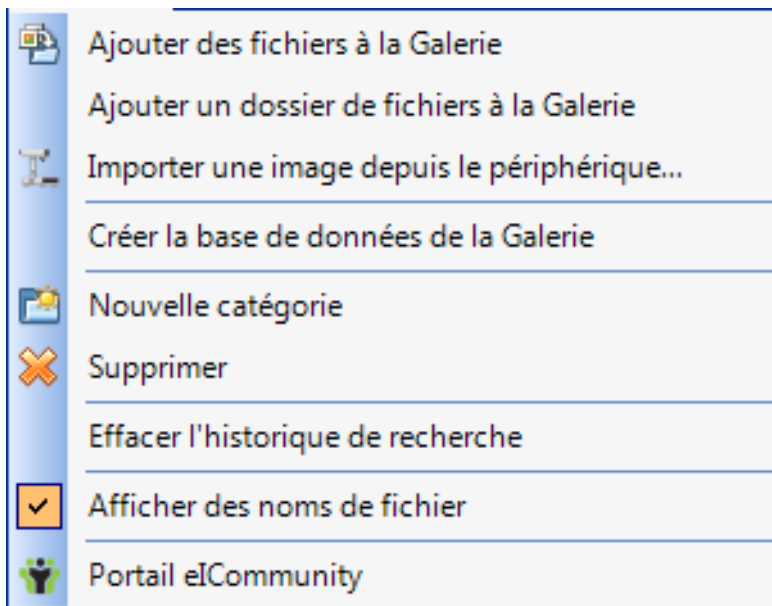 Ajouter des fichiers à la Galerie
Ajouter un dossier de fichiers à la Galerie
Importer une image depuis le périphérique...
Créer la base de données de la Galerie
Nouvelle catégorie
Supprimer
Effacer l'historique de recherche
Afficher des noms de fichier
Portail eICommunity